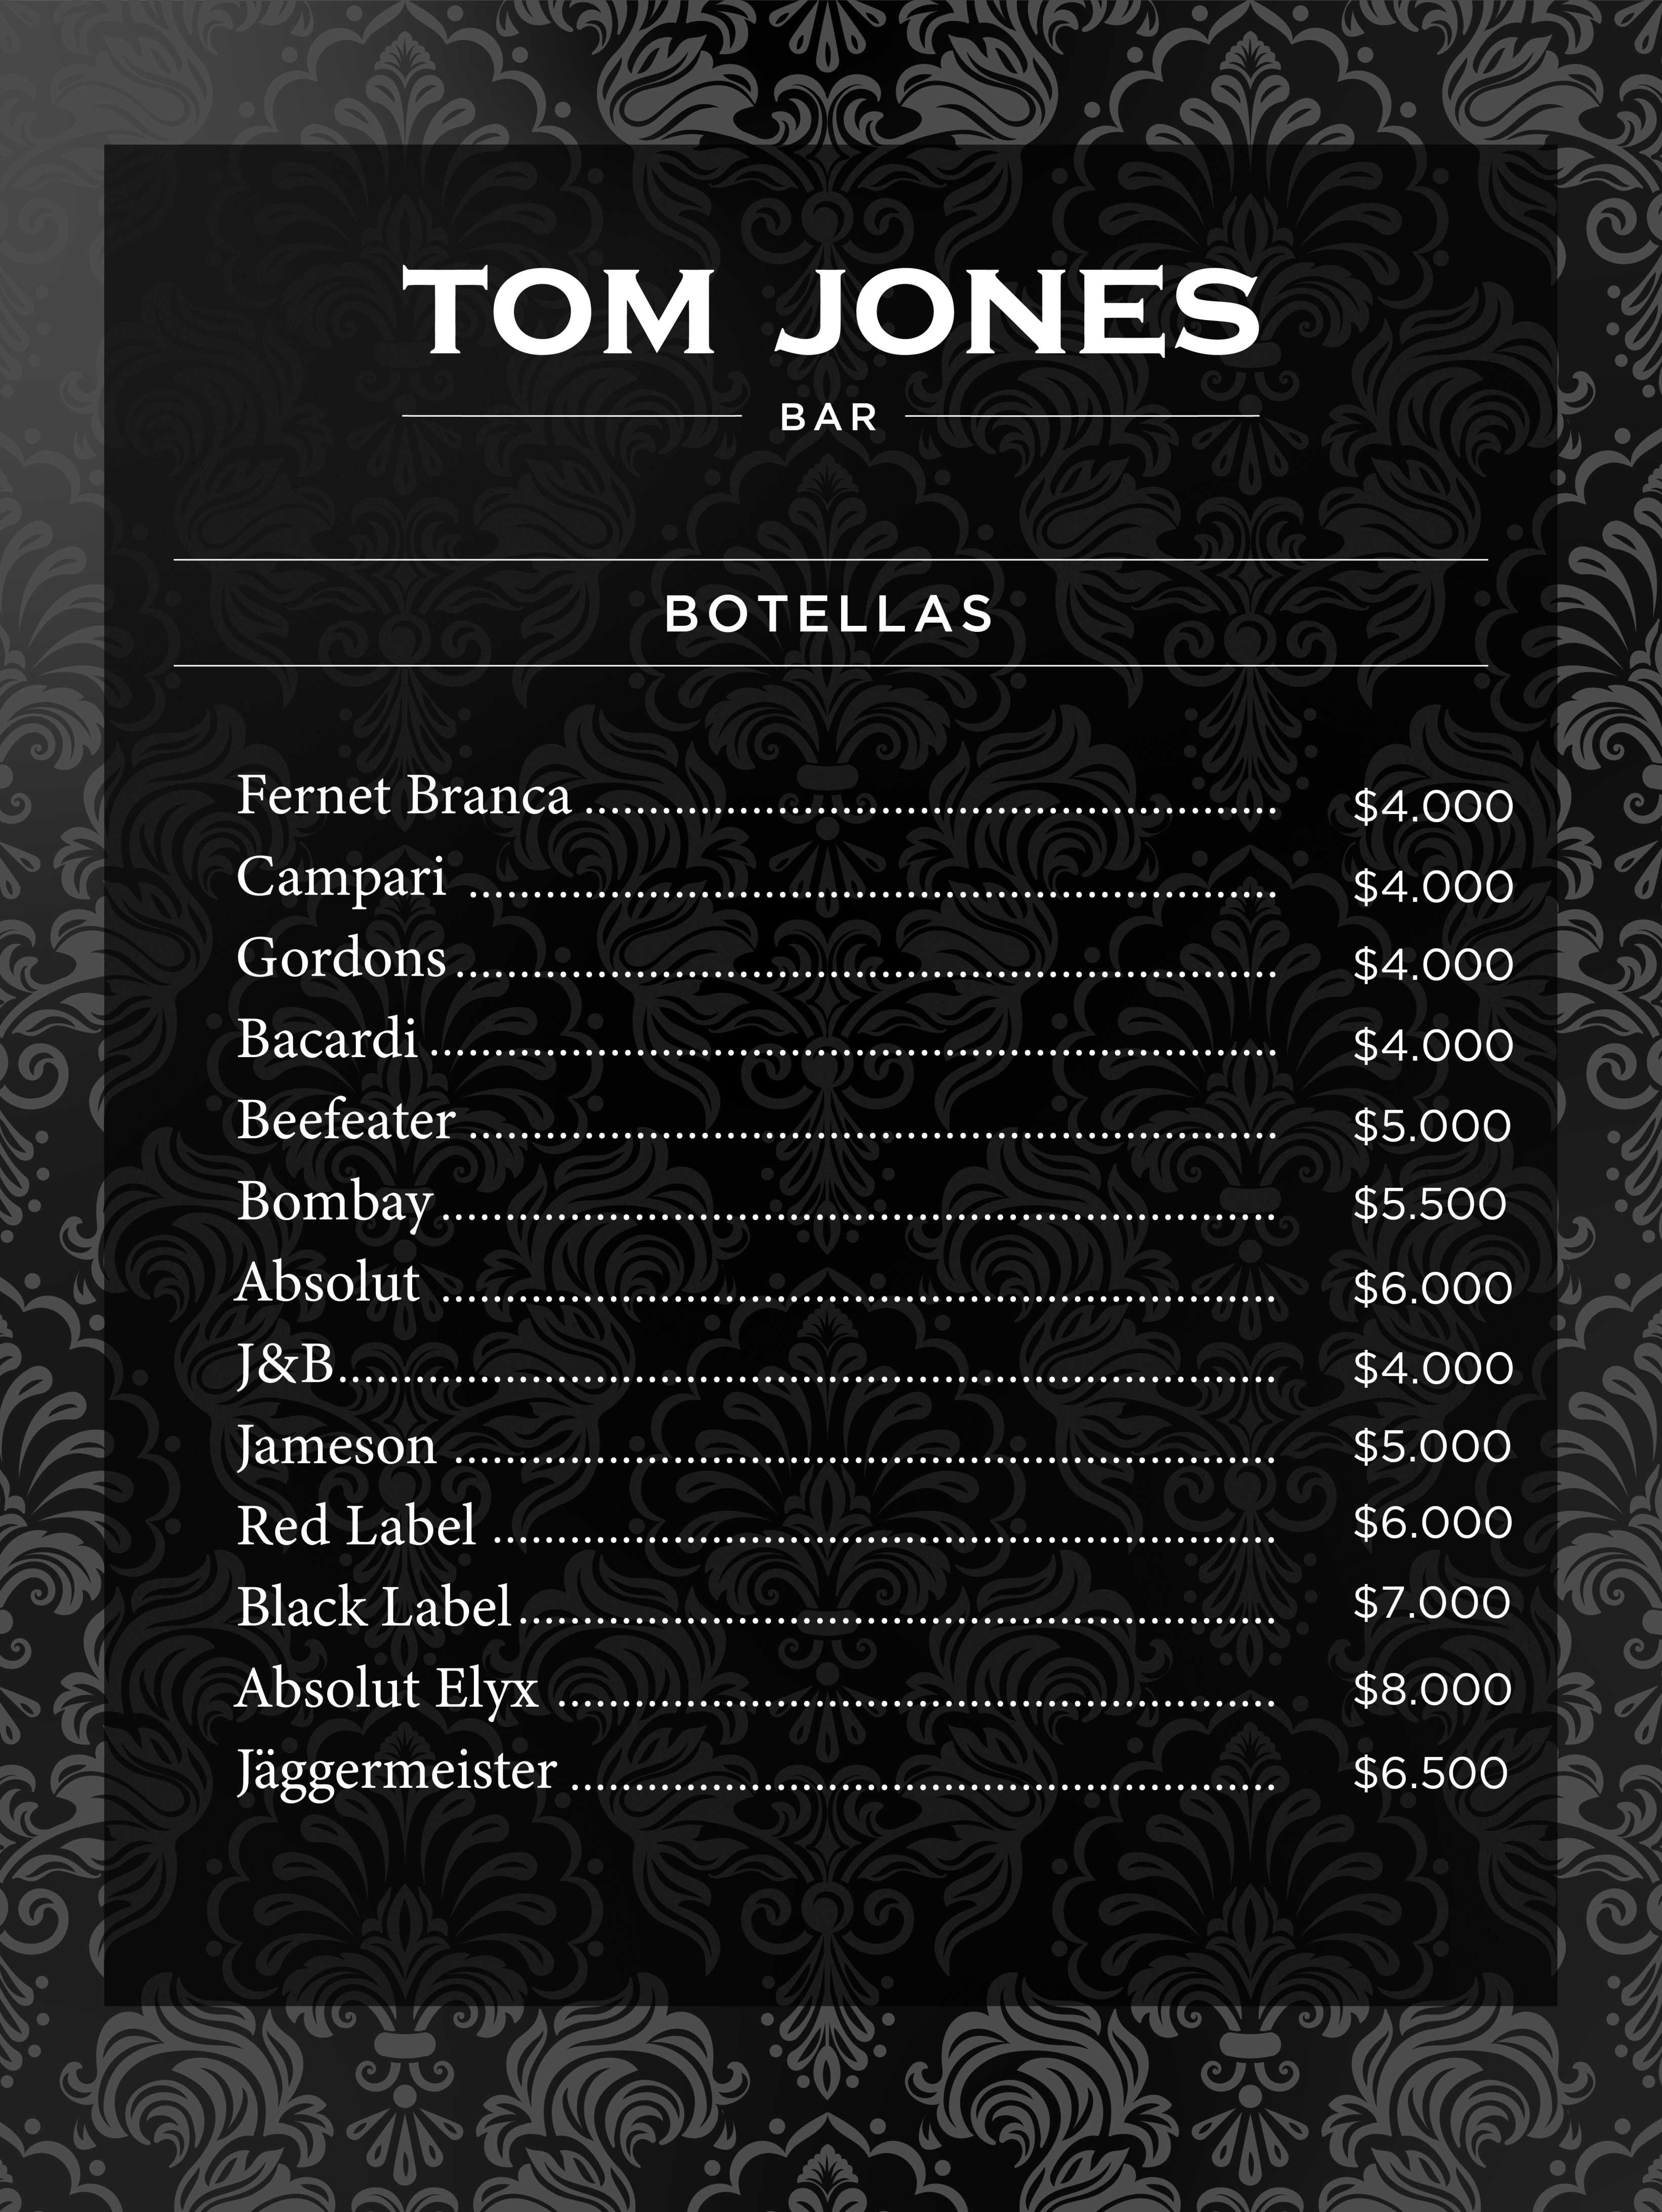 TOM JONES
BAR
BOTELLAS
Fernet Branca ........................................................ $4.000
Campari ........................................................ $4.000
Gordons ........................................................ $4.000
Bacardi ........................................................ $4.000
Beefeater ........................................................ $5.000
Bombay ........................................................ $5.500
Absolut ........................................................ $6.000
J&B ........................................................ $4.000
Jameson ........................................................ $5.000
Red Label ........................................................ $6.000
Black Label ........................................................ $7.000
Absolut Elyx ........................................................ $8.000
Jäggermeister ........................................................ $6.500